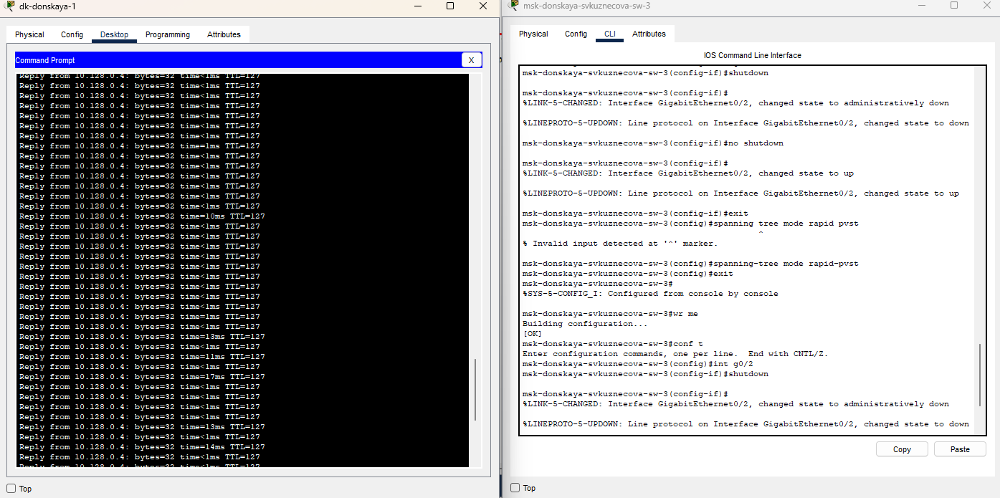 dk-donskaya-1
Physical Config Desktop Programming Attributes
Command Prompt X
Reply from 10.128.0.4: bytes=32 time<1ms TTL=127
Reply from 10.128.0.4: bytes=32 time<1ms TTL=127
Reply from 10.128.0.4: bytes=32 time<1ms TTL=127
Reply from 10.128.0.4: bytes=32 time<1ms TTL=127
Reply from 10.128.0.4: bytes=32 time<1ms TTL=127
Reply from 10.128.0.4: bytes=32 time<1ms TTL=127
Reply from 10.128.0.4: bytes=32 time<1ms TTL=127
Reply from 10.128.0.4: bytes=32 time=1ms TTL=127
Reply from 10.128.0.4: bytes=32 time<1ms TTL=127
Reply from 10.128.0.4: bytes=32 time<1ms TTL=127
Reply from 10.128.0.4: bytes=32 time<1ms TTL=127
Reply from 10.128.0.4: bytes=32 time<1ms TTL=127
Reply from 10.128.0.4: bytes=32 time<1ms TTL=127
Reply from 10.128.0.4: bytes=32 time<1ms TTL=127
Reply from 10.128.0.4: bytes=32 time=10ms TTL=127
Reply from 10.128.0.4: bytes=32 time<1ms TTL=127
Reply from 10.128.0.4: bytes=32 time<1ms TTL=127
Reply from 10.128.0.4: bytes=32 time<1ms TTL=127
Reply from 10.128.0.4: bytes=32 time<1ms TTL=127
Reply from 10.128.0.4: bytes=32 time<1ms TTL=127
Reply from 10.128.0.4: bytes=32 time<1ms TTL=127
Reply from 10.128.0.4: bytes=32 time<1ms TTL=127
Reply from 10.128.0.4: bytes=32 time<1ms TTL=127
Reply from 10.128.0.4: bytes=32 time<1ms TTL=127
Reply from 10.128.0.4: bytes=32 time<1ms TTL=127
Reply from 10.128.0.4: bytes=32 time<1ms TTL=127
Reply from 10.128.0.4: bytes=32 time=13ms TTL=127
Reply from 10.128.0.4: bytes=32 time<1ms TTL=127
Reply from 10.128.0.4: bytes=32 time=11ms TTL=127
Reply from 10.128.0.4: bytes=32 time<1ms TTL=127
Reply from 10.128.0.4: bytes=32 time=17ms TTL=127
Reply from 10.128.0.4: bytes=32 time<1ms TTL=127
Reply from 10.128.0.4: bytes=32 time<1ms TTL=127
Reply from 10.128.0.4: bytes=32 time<1ms TTL=127
Reply from 10.128.0.4: bytes=32 time<1ms TTL=127
Reply from 10.128.0.4: bytes=32 time=13ms TTL=127
Reply from 10.128.0.4: bytes=32 time<1ms TTL=127
Reply from 10.128.0.4: bytes=32 time=14ms TTL=127
Reply from 10.128.0.4: bytes=32 time<1ms TTL=127
Reply from 10.128.0.4: bytes=32 time<1ms TTL=127
Top
msk-donskaya-svkuznecova-sw-3
Physical Config CLI Attributes
IOS Command Line Interface
msk-donskaya-svkuznecova-sw-3(config-if)#shutdown
msk-donskaya-svkuznecova-sw-3(config-if)#
%LINK-5-CHANGED: Interface GigabitEthernet0/2, changed state to administratively down
%LINEPROTO-5-UPDOWN: Line protocol on Interface GigabitEthernet0/2, changed state to down
msk-donskaya-svkuznecova-sw-3(config-if)#no shutdown
msk-donskaya-svkuznecova-sw-3(config-if)#
%LINK-5-CHANGED: Interface GigabitEthernet0/2, changed state to up
%LINEPROTO-5-UPDOWN: Line protocol on Interface GigabitEthernet0/2, changed state to up
msk-donskaya-svkuznecova-sw-3(config-if)#exit
msk-donskaya-svkuznecova-sw-3(config)#spanning tree mode rapid pvst
^
% Invalid input detected at '^' marker.
msk-donskaya-svkuznecova-sw-3(config)#spanning-tree mode rapid-pvst
msk-donskaya-svkuznecova-sw-3(config)#exit
msk-donskaya-svkuznecova-sw-3#
%SYS-5-CONFIG_I: Configured from console by console
msk-donskaya-svkuznecova-sw-3#wr me
Building configuration...
[OK]
msk-donskaya-svkuznecova-sw-3#conf t
Enter configuration commands, one per line. End with CNTL/Z.
msk-donskaya-svkuznecova-sw-3(config)#int g0/2
msk-donskaya-svkuznecova-sw-3(config-if)#shutdown
msk-donskaya-svkuznecova-sw-3(config-if)#
%LINK-5-CHANGED: Interface GigabitEthernet0/2, changed state to administratively down
%LINEPROTO-5-UPDOWN: Line protocol on Interface GigabitEthernet0/2, changed state to down
Copy Paste
Top